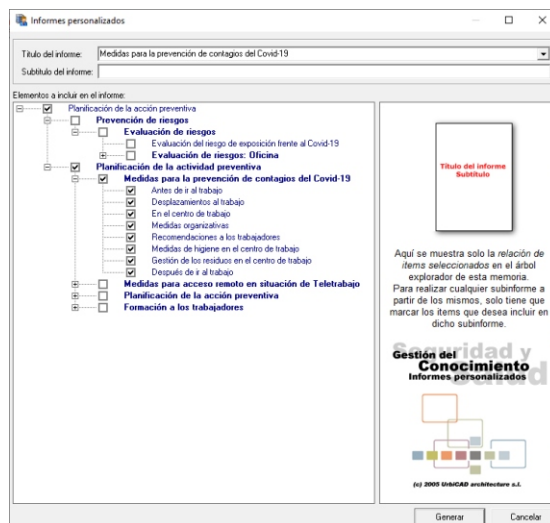 Informes personalizados
Título del informe: Medidas para la prevención de contagios del Covid-19
Subtítulo del informe:
Elementos a incluir en el informe:
Planificación de la acción preventiva
Prevención de riesgos
Evaluación de riesgos
Evaluación del riesgo de exposición frente al Covid-19
Evaluación de riesgos: Oficina
Planificación de la actividad preventiva
Medidas para la prevención de contagios del Covid-19
Antes de ir al trabajo
Desplazamientos al trabajo
En el centro de trabajo
Medidas organizativas
Recomendaciones a los trabajadores
Medidas de higiene en el centro de trabajo
Gestión de los residuos en el centro de trabajo
Después de ir al trabajo
Medidas para acceso remoto en situación de Teletrabajo
Planificación de la acción preventiva
Formación a los trabajadores
Título del informe
Subtítulo
Aquí se muestra solo la relación de
items seleccionados en el árbol
explorador de esta memoria.
Para realizar cualquier subinforme a
partir de los mismos, solo tiene que
marcar los items que desea incluir en
dicho subinforme.
Seguridad y
Salud
Gestión del
Conocimiento
Informes personalizados
(c) 2005 UrbiCAD architecture s.l.
Generar
Cancelar